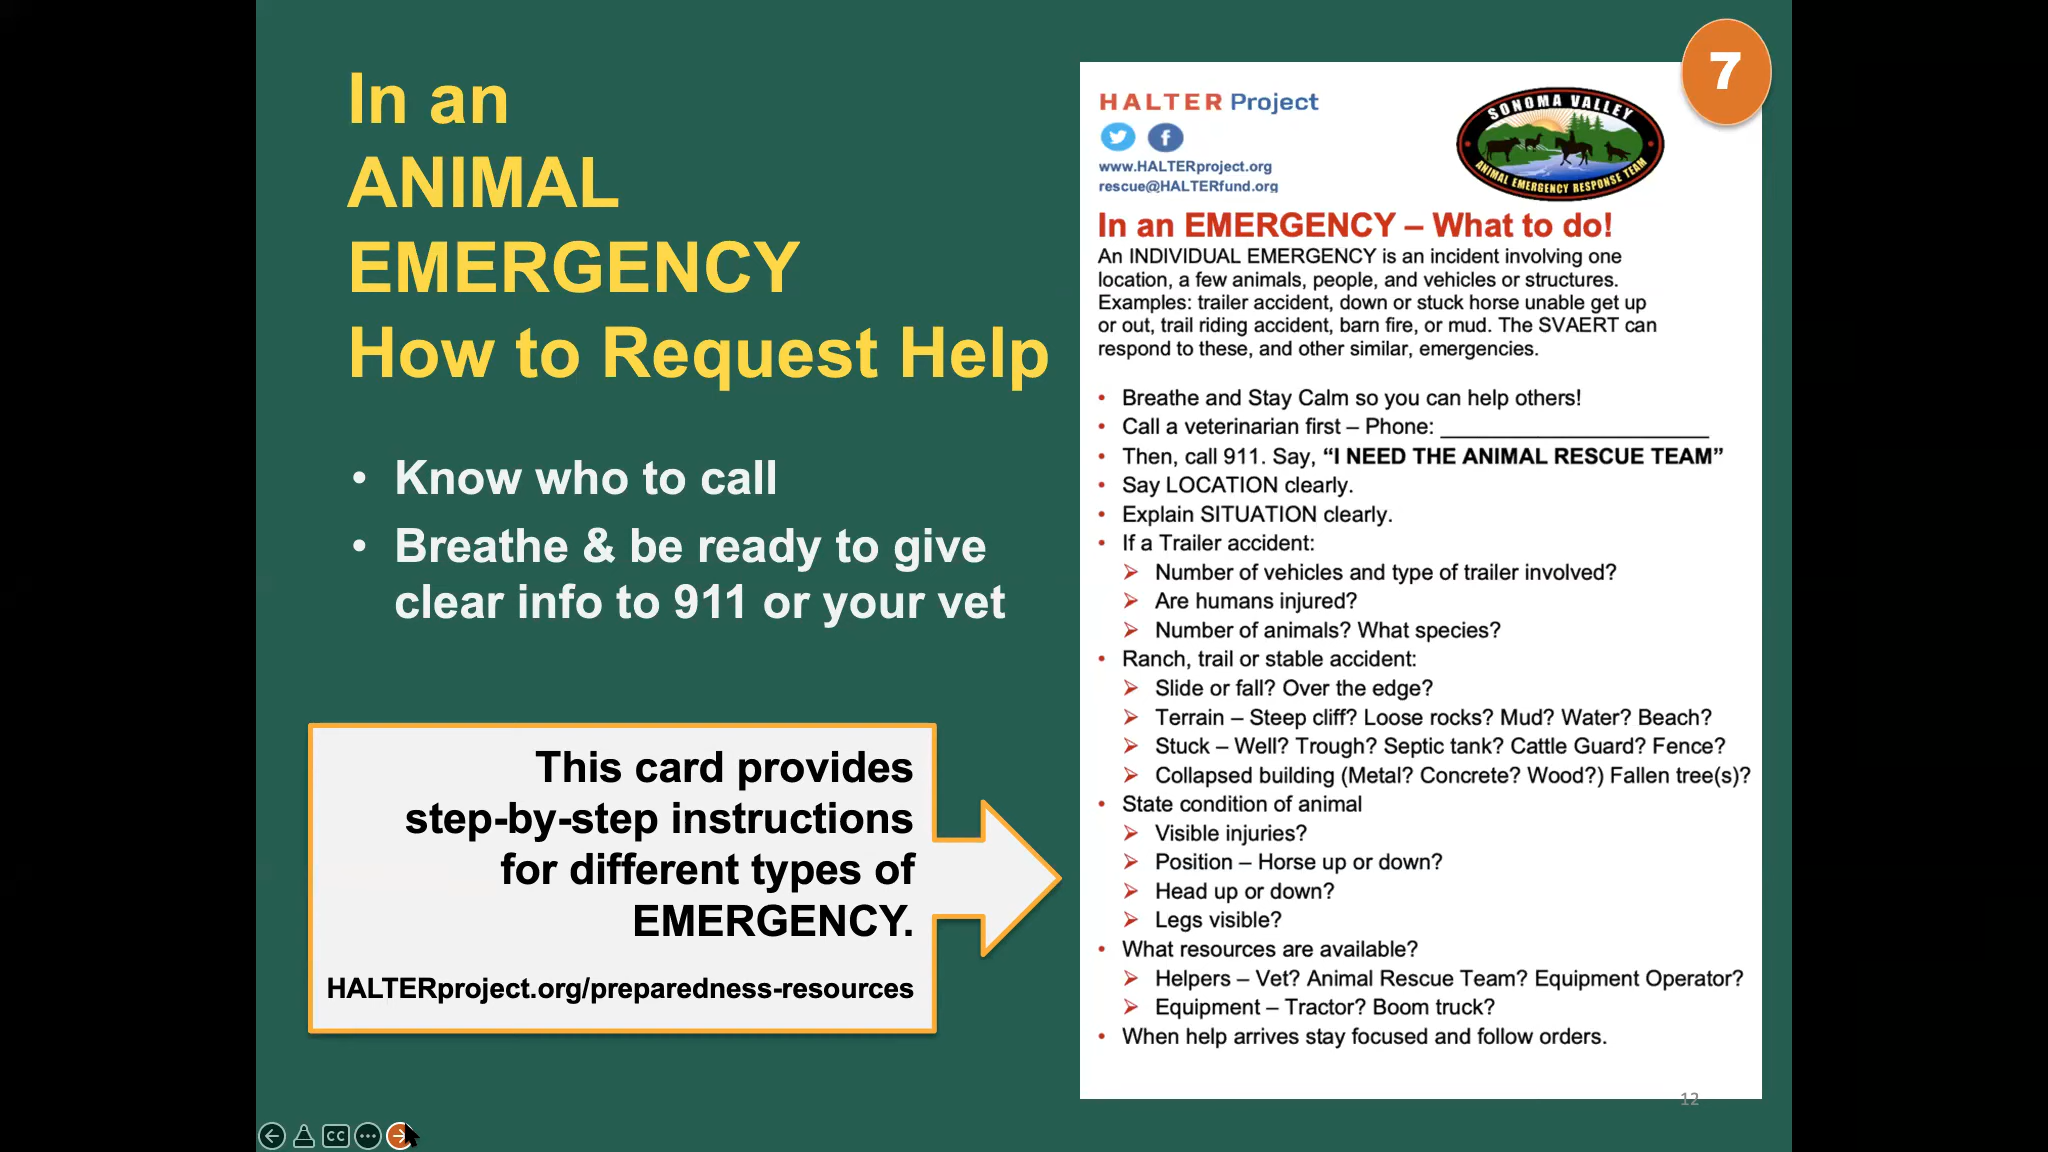 In an
ANIMAL
EMERGENCY
How to Request Help
• Know who to call
• Breathe & be ready to give
clear info to 911 or your vet
This card provides
step-by-step instructions
for different types of
EMERGENCY.
HALTERproject.org/preparedness-resources
7
HALTER Project
www.HALTERproject.org
rescue@HALTERfund.org
SONOMA VALLEY
ANIMAL EMERGENCY RESPONSE TEAM
In an EMERGENCY – What to do!
An INDIVIDUAL EMERGENCY is an incident involving one
location, a few animals, people, and vehicles or structures.
Examples: trailer accident, down or stuck horse unable get up
or out, trail riding accident, barn fire, or mud. The SVAERT can
respond to these, and other similar, emergencies.
• Breathe and Stay Calm so you can help others!
• Call a veterinarian first – Phone: ______________________
• Then, call 911. Say, “I NEED THE ANIMAL RESCUE TEAM”
• Say LOCATION clearly.
• Explain SITUATION clearly.
• If a Trailer accident:
➢ Number of vehicles and type of trailer involved?
➢ Are humans injured?
➢ Number of animals? What species?
• Ranch, trail or stable accident:
➢ Slide or fall? Over the edge?
➢ Terrain – Steep cliff? Loose rocks? Mud? Water? Beach?
➢ Stuck – Well? Trough? Septic tank? Cattle Guard? Fence?
➢ Collapsed building (Metal? Concrete? Wood?) Fallen tree(s)?
• State condition of animal
➢ Visible injuries?
➢ Position – Horse up or down?
➢ Head up or down?
➢ Legs visible?
• What resources are available?
➢ Helpers – Vet? Animal Rescue Team? Equipment Operator?
➢ Equipment – Tractor? Boom truck?
• When help arrives stay focused and follow orders.
12
CC